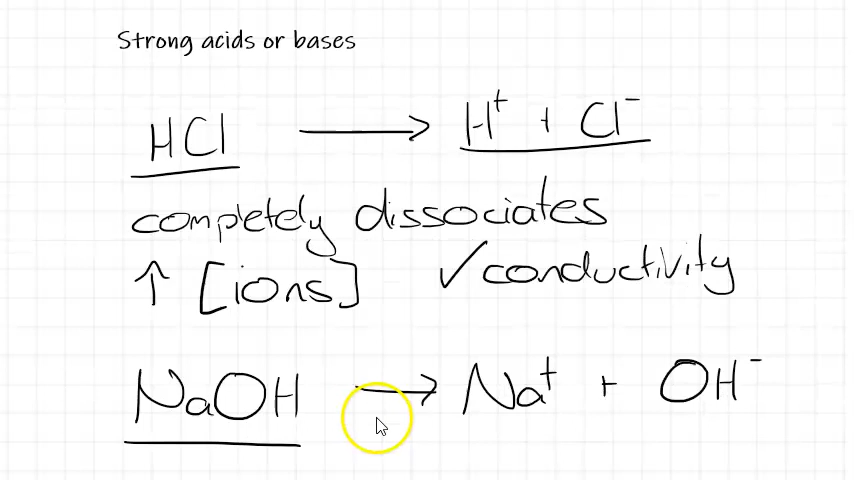 Strong acids or bases
HCl ⟶ H⁺ + Cl⁻
completely dissociates
↑ [ions] ✓conductivity
NaOH ⟶ Na⁺ + OH⁻